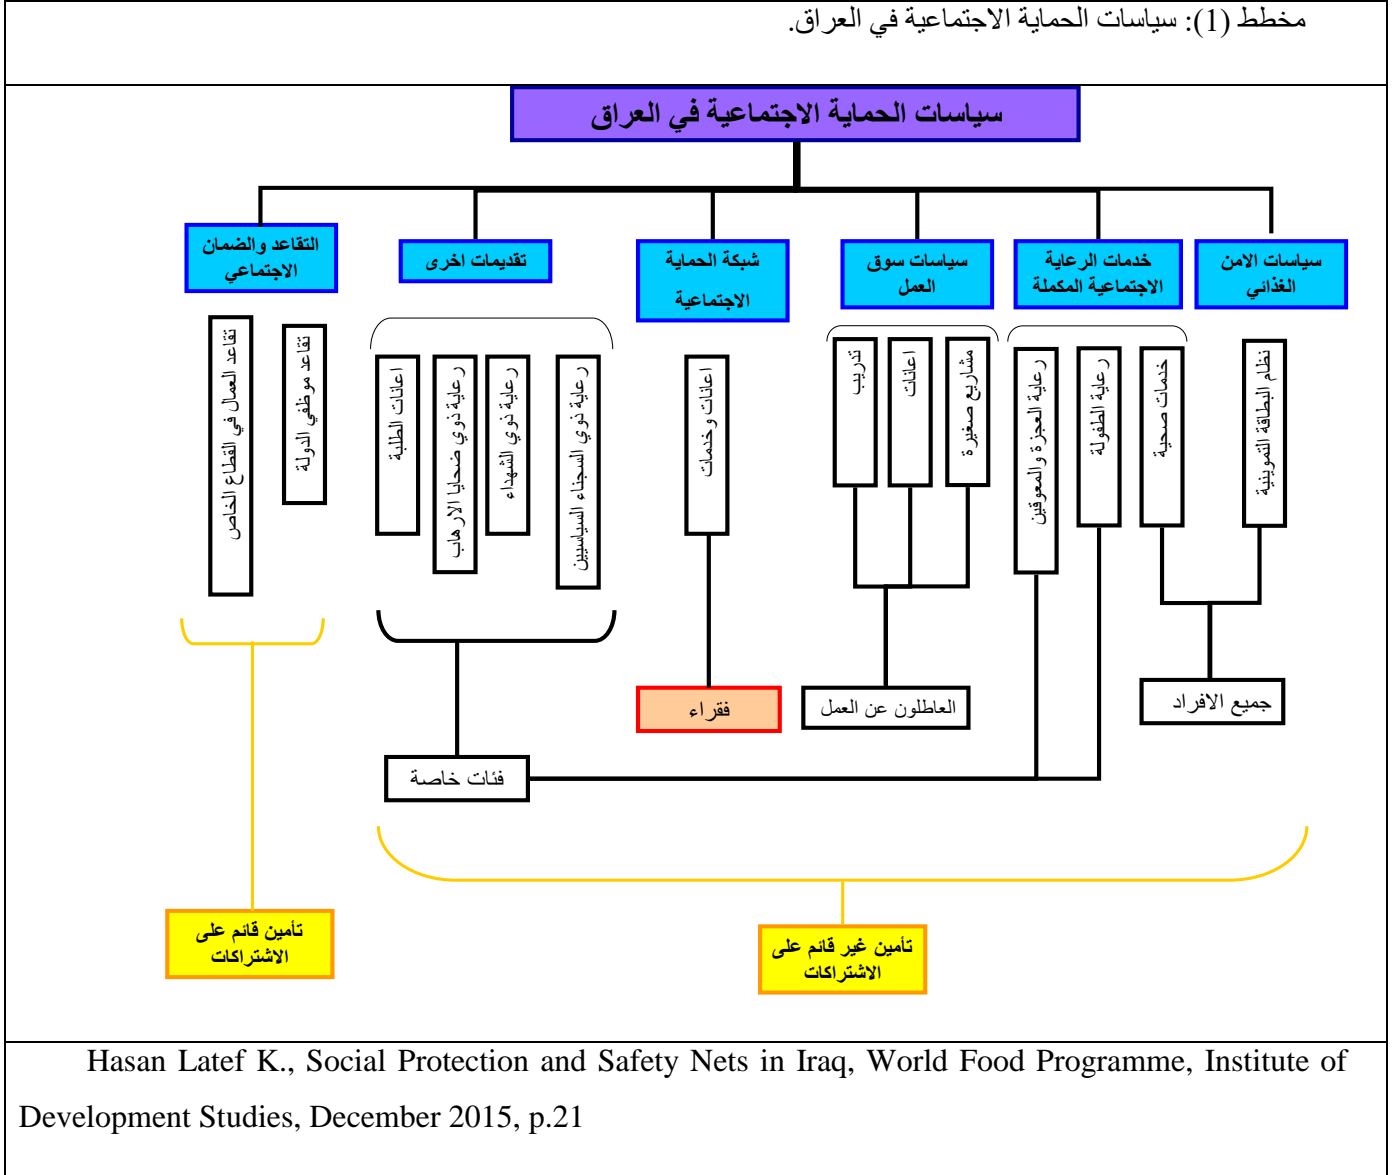 مخطط (1): سياسات الحماية الاجتماعية في العراق.
سياسات الحماية الاجتماعية في العراق
سياسات الامن
الغذائي
خدمات الرعاية
الاجتماعية المكملة
سياسات سوق
العمل
شبكة الحماية
الاجتماعية
تقديمات اخرى
التقاعد والضمان
الاجتماعي
نظام البطاقة التموينية
خدمات صحية
رعاية الطفولة
رعاية العجزة والمعوقين
مشاريع صغيرة
اعانات
تدريب
اعانات وخدمات
رعاية ذوي السجناء السياسيين
رعاية ذوي الشهداء
رعاية ذوي ضحايا الارهاب
اعانات الطلبة
تقاعد موظفي الدولة
تقاعد العمال في القطاع الخاص
جميع الافراد
العاطلون عن العمل
فقراء
فئات خاصة
تأمين غير قائم على
الاشتراكات
تأمين قائم على
الاشتراكات
Hasan Latef K., Social Protection and Safety Nets in Iraq, World Food Programme, Institute of
Development Studies, December 2015, p.21